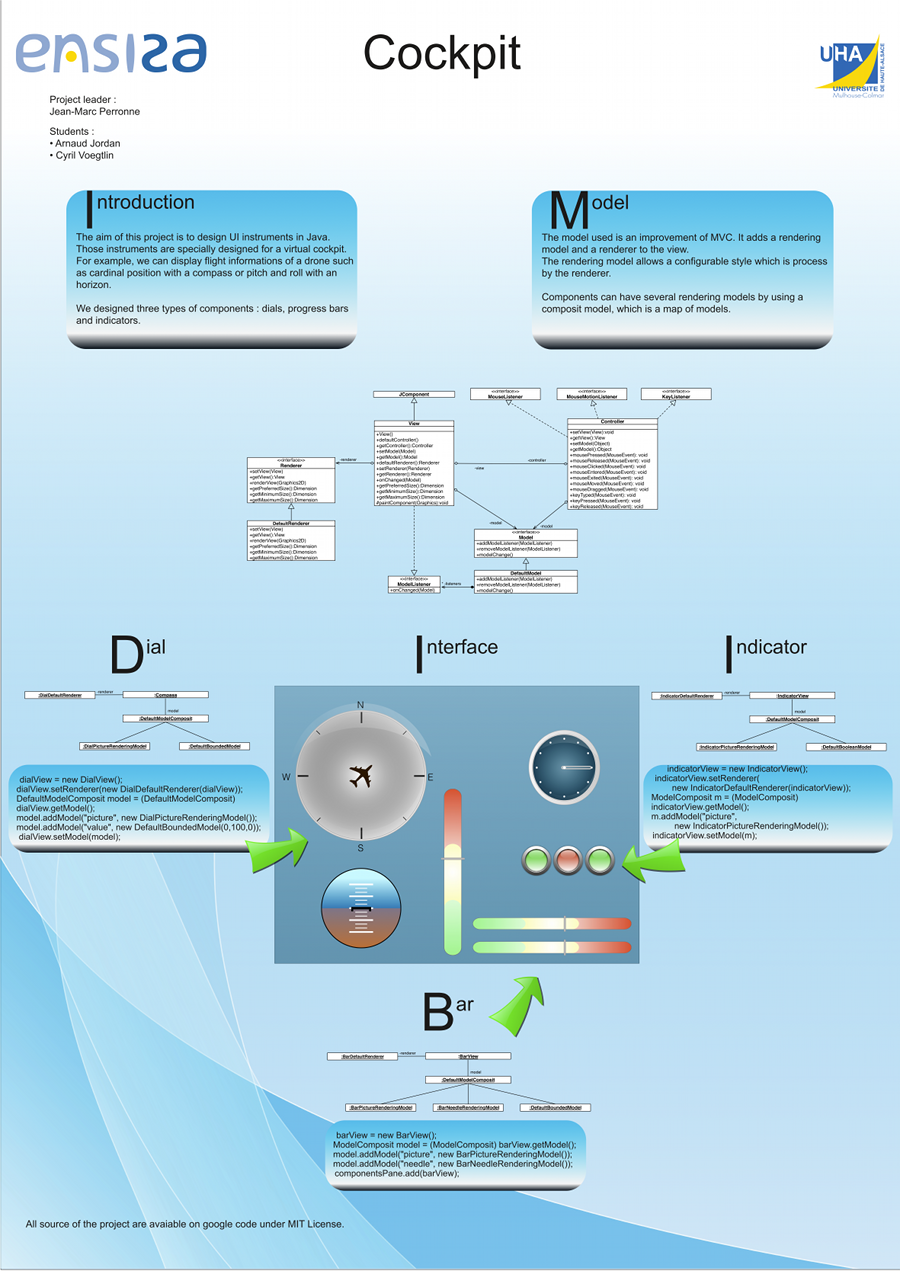 ensisa
Cockpit
UHA
UNIVERSITE
DE HAUTE-ALSACE
Mulhouse-Colmar
Project leader :
Jean-Marc Perronne
Students :
• Arnaud Jordan
• Cyril Voegtlin
Introduction
The aim of this project is to design UI instruments in Java.
Those instruments are specially designed for a virtual cockpit.
For example, we can display flight informations of a drone such
as cardinal position with a compass or pitch and roll with an
horizon.
We designed three types of components : dials, progress bars
and indicators.
Model
The model used is an improvement of MVC. It adds a rendering
model and a renderer to the view.
The rendering model allows a configurable style which is process
by the renderer.
Components can have several rendering models by using a
composit model, which is a map of models.
JComponent
<<interface>>
MouseListener
<<interface>>
MouseMotionListener
<<interface>>
KeyListener
View
+View()
+defaultController()
+getController():Controller
+setModel(Model)
+getModel():Model
+defaultRenderer():Renderer
+setRenderer(Renderer)
+getRenderer():Renderer
+onChanged(Model)
+getPreferredSize():Dimension
+getMinimumSize():Dimension
+getMaximumSize():Dimension
#paintComponent(Graphics):void
Controller
+setView(View):void
+getView():View
+setModel(Object)
+getModel():Object
+mousePressed(MouseEvent): void
+mouseReleased(MouseEvent): void
+mouseClicked(MouseEvent): void
+mouseEntered(MouseEvent): void
+mouseExited(MouseEvent): void
+mouseMoved(MouseEvent): void
+mouseDragged(MouseEvent): void
+keyTyped(MouseEvent): void
+keyPressed(MouseEvent): void
+keyReleased(MouseEvent): void
-renderer
-controller
-view
<<interface>>
Renderer
+setView(View)
+getView():View
+renderView(Graphics2D)
+getPreferredSize():Dimension
+getMinimumSize():Dimension
+getMaximumSize():Dimension
DefaultRenderer
+setView(View)
+getView():View
+renderView(Graphics2D)
+getPreferredSize():Dimension
+getMinimumSize():Dimension
+getMaximumSize():Dimension
-model
-model
<<interface>>
Model
+addModelListener(ModelListener)
+removeModelListener(ModelListener)
+modelChange()
DefaultModel
+addModelListener(ModelListener)
+removeModelListener(ModelListener)
+modelChange()
<<interface>>
ModelListener
+onChanged(Model)
-listeners
Dial
:DialDefaultRenderer
renderer
:Compass
model
:DefaultModelComposit
:DialPictureRenderingModel
:DefaultBoundedModel
dialView = new DialView();
dialView.setRenderer(new DialDefaultRenderer(dialView));
DefaultModelComposit model = (DefaultModelComposit)
dialView.getModel();
model.addModel("picture", new DialPictureRenderingModel());
model.addModel("value", new DefaultBoundedModel(0,100,0));
dialView.setModel(model);
Interface
N
W
E
S
Indicator
:IndicatorDefaultRenderer
renderer
:IndicatorView
model
:DefaultModelComposit
:IndicatorPictureRenderingModel
:DefaultBooleanModel
indicatorView = new IndicatorView();
indicatorView.setRenderer(
new IndicatorDefaultRenderer(indicatorView));
ModelComposit m = (ModelComposit)
indicatorView.getModel();
m.addModel("picture",
new IndicatorPictureRenderingModel());
indicatorView.setModel(m);
Bar
:BarDefaultRenderer
renderer
:BarView
model
:DefaultModelComposit
:BarPictureRenderingModel
:BarNeedleRenderingModel
:DefaultBoundedModel
barView = new BarView();
ModelComposit model = (ModelComposit) barView.getModel();
model.addModel("picture", new BarPictureRenderingModel());
model.addModel("needle", new BarNeedleRenderingModel());
componentsPane.add(barView);
All source of the project are avaiable on google code under MIT License.